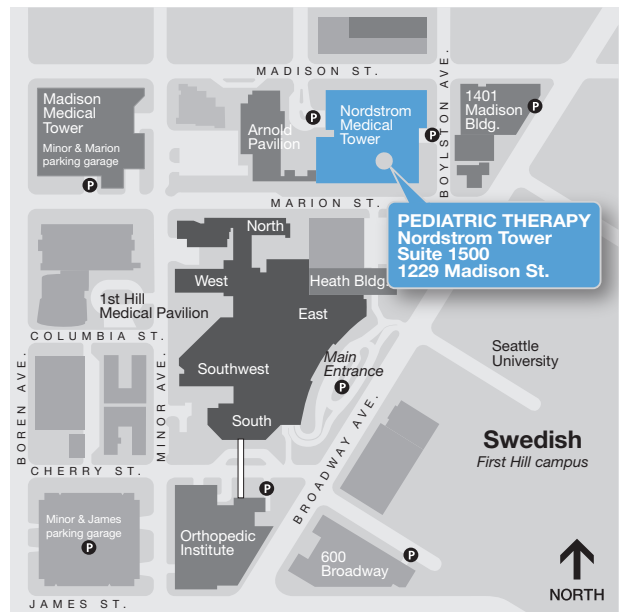 MADISON ST.
BOYLSTON AVE.
Madison
Medical
Tower
Minor & Marion
parking garage
P
Arnold
Pavilion
P
Nordstrom
Medical
Tower
P
1401
Madison
Bldg.
P
MARION ST.
PEDIATRIC THERAPY
Nordstrom Tower
Suite 1500
1229 Madison St.
North
West
Heath Bldg.
East
1st Hill
Medical Pavilion
COLUMBIA ST.
Southwest
Main
Entrance
P
Seattle
University
BOREN AVE.
MINOR AVE.
South
BROADWAY AVE.
Swedish
First Hill campus
CHERRY ST.
P
Minor & James
parking garage
P
Orthopedic
Institute
600
Broadway
P
NORTH
JAMES ST.